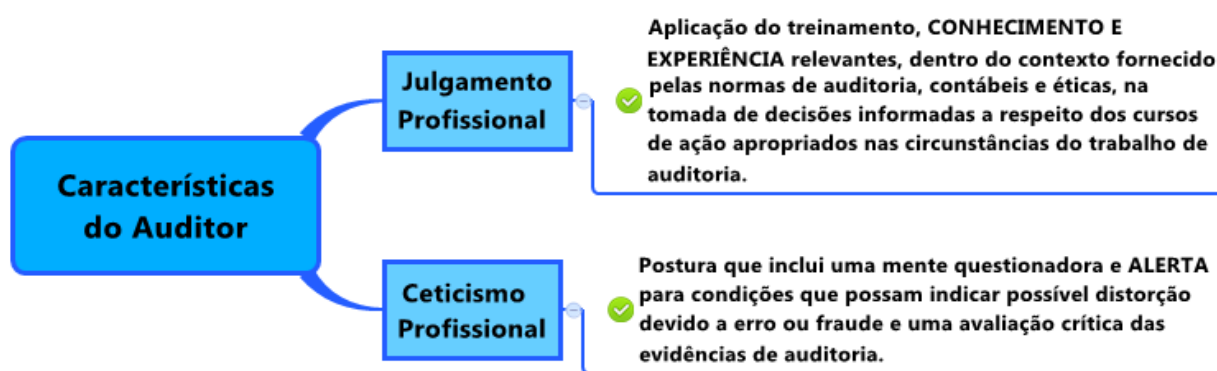 Características
do Auditor
Julgamento
Profissional
Aplicação do treinamento, CONHECIMENTO E
EXPERIÊNCIA relevantes, dentro do contexto fornecido
pelas normas de auditoria, contábeis e éticas, na
tomada de decisões informadas a respeito dos cursos
de ação apropriados nas circunstâncias do trabalho de
auditoria.
Ceticismo
Profissional
Postura que inclui uma mente questionadora e ALERTA
para condições que possam indicar possível distorção
devido a erro ou fraude e uma avaliação crítica das
evidências de auditoria.